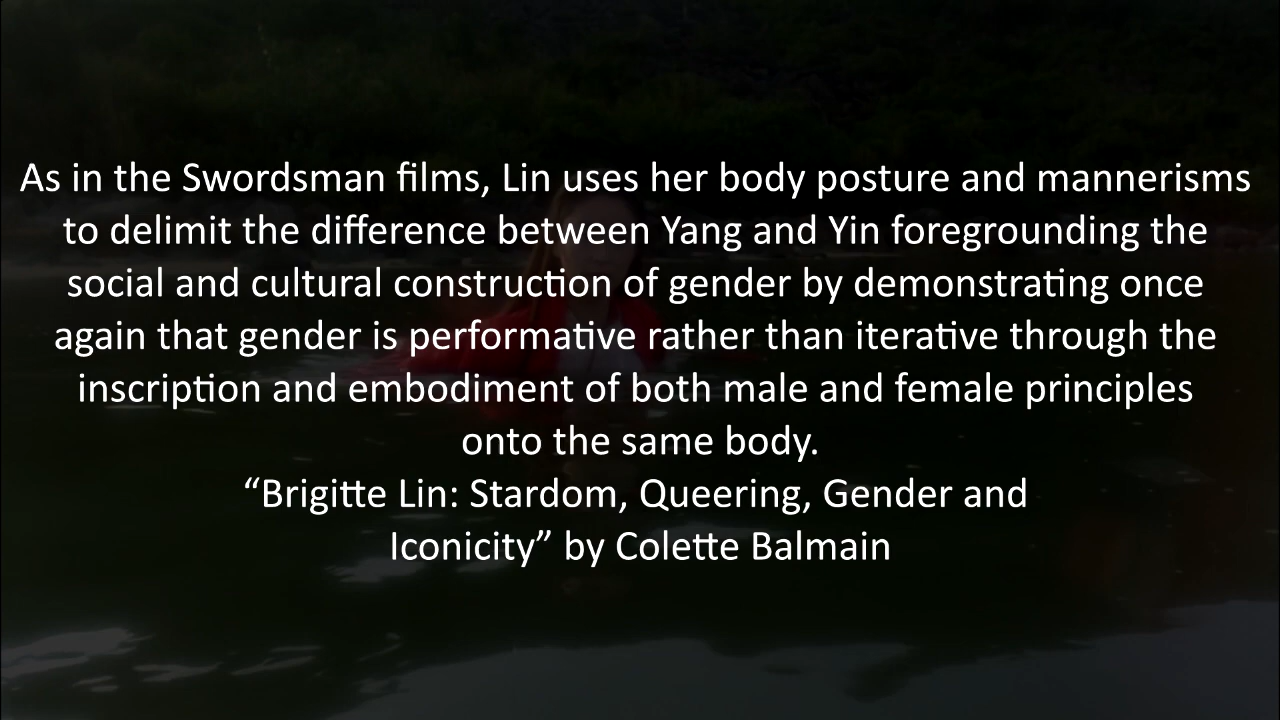 As in the Swordsman films, Lin uses her body posture and mannerisms
to delimit the difference between Yang and Yin foregrounding the
social and cultural construction of gender by demonstrating once
again that gender is performative rather than iterative through the
inscription and embodiment of both male and female principles
onto the same body.
“Brigitte Lin: Stardom, Queering, Gender and
Iconicity” by Colette Balmain